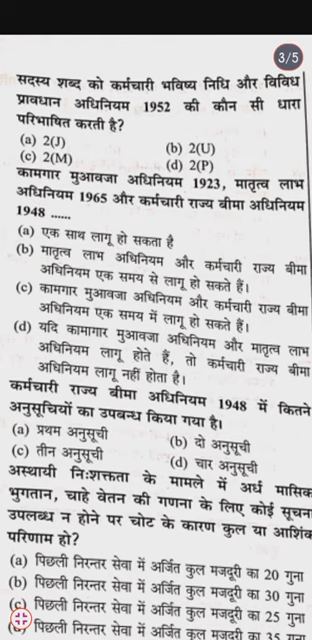 3/5
सदस्य शब्द को कर्मचारी भविष्य निधि और विविध
प्रावधान अधिनियम 1952 की कौन सी धारा
परिभाषित करती है?
(a) 2(J) (b) 2(U)
(c) 2(M) (d) 2(P)
कामगार मुआवजा अधिनियम 1923, मातृत्व लाभ
अधिनियम 1965 और कर्मचारी राज्य बीमा अधिनियम
1948 ......
(a) एक साथ लागू हो सकता है
(b) मातृत्व लाभ अधिनियम और कर्मचारी राज्य बीमा
अधिनियम एक समय से लागू हो सकते हैं।
(c) कामगार मुआवजा अधिनियम और कर्मचारी राज्य बीमा
अधिनियम एक समय में लागू हो सकते हैं।
(d) यदि कामागार मुआवजा अधिनियम और मातृत्व लाभ
अधिनियम लागू होते हैं, तो कर्मचारी राज्य बीमा
अधिनियम लागू नहीं होता है।
कर्मचारी राज्य बीमा अधिनियम 1948 में कितने
अनुसूचियों का उपबन्ध किया गया है।
(a) प्रथम अनुसूची (b) दो अनुसूची
(c) तीन अनुसूची (d) चार अनुसूची
अस्थायी निःशक्तता के मामले में अर्ध मासिक
भुगतान, चाहे वेतन की गणना के लिए कोई सूचन
उपलब्ध न होने पर चोट के कारण कुल या आशिंक
परिणाम हो?
(a) पिछली निरन्तर सेवा में अर्जित कुल मजदूरी का 20 गुना
(b) पिछली निरन्तर सेवा में अर्जित कुल मजदूरी का 30 गुना
(c) पिछली निरन्तर सेवा में अर्जित कुल मजदूरी का 25 गुना
पिछली निरन्तर सेवा में अर्जित कुल मजदूरी का 35 गुना